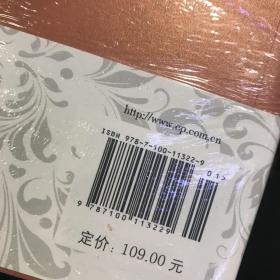 http://www.cp.com.cn
ISBN 978-7-100-11322-9
01>
9 787100 113229
定价：109.00 元